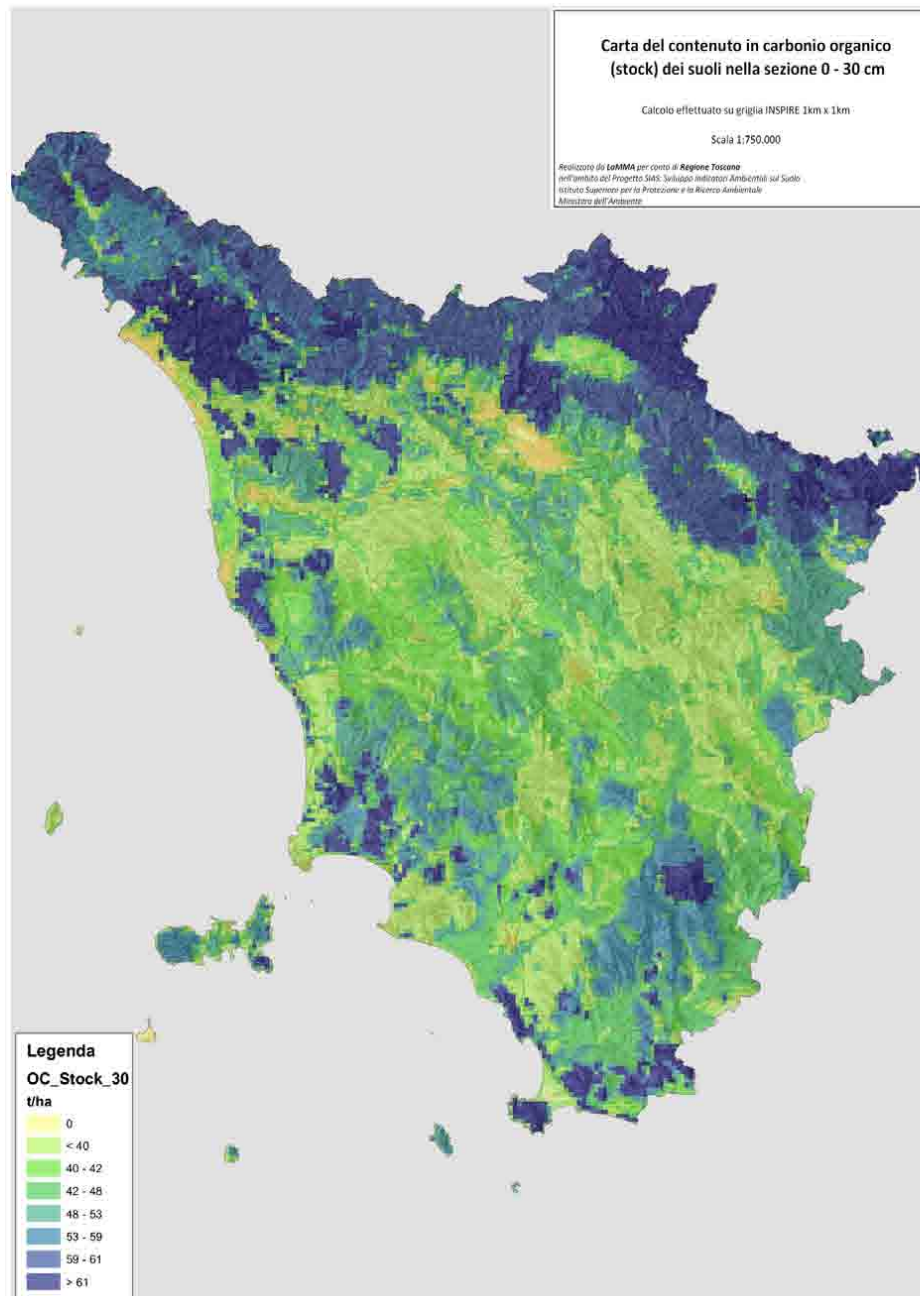 Carta del contenuto in carbonio organico
(stock) dei suoli nella sezione 0 - 30 cm
Calcolo effettuato su griglia INSPIRE 1km x 1km
Scala 1:750.000
Realizzato da LaMMA per conto di Regione Toscana
nell'ambito del Progetto SIAS: Sviluppo Indicatori Ambientali sul Suolo
Istituto Superiore per la Protezione e la Ricerca Ambientale
Ministero dell'Ambiente
Legenda
OC_Stock_30
t/ha
0
< 40
40 - 42
42 - 48
48 - 53
53 - 59
59 - 61
> 61